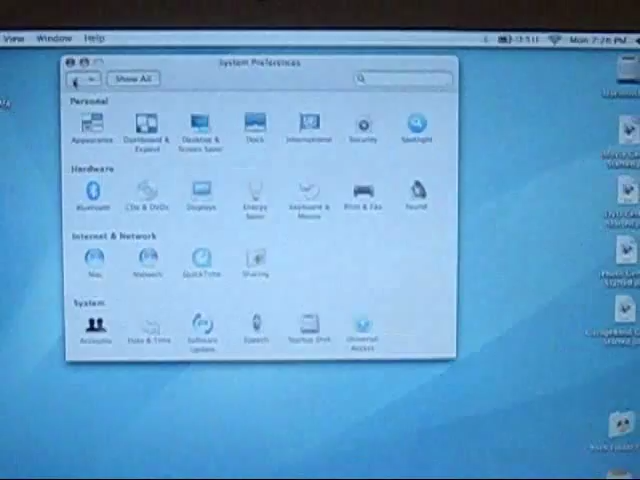 View Window Help
Mon 7:26 PM
System Preferences
Show All
Personal
Appearance Dashboard & Exposé Desktop & Screen Saver Dock International Security Spotlight
Hardware
Bluetooth CDs & DVDs Displays Energy Saver Keyboard & Mouse Print & Fax Sound
Internet & Network
.Mac Network QuickTime Sharing
System
Accounts Date & Time Software Update Speech Startup Disk Universal Access